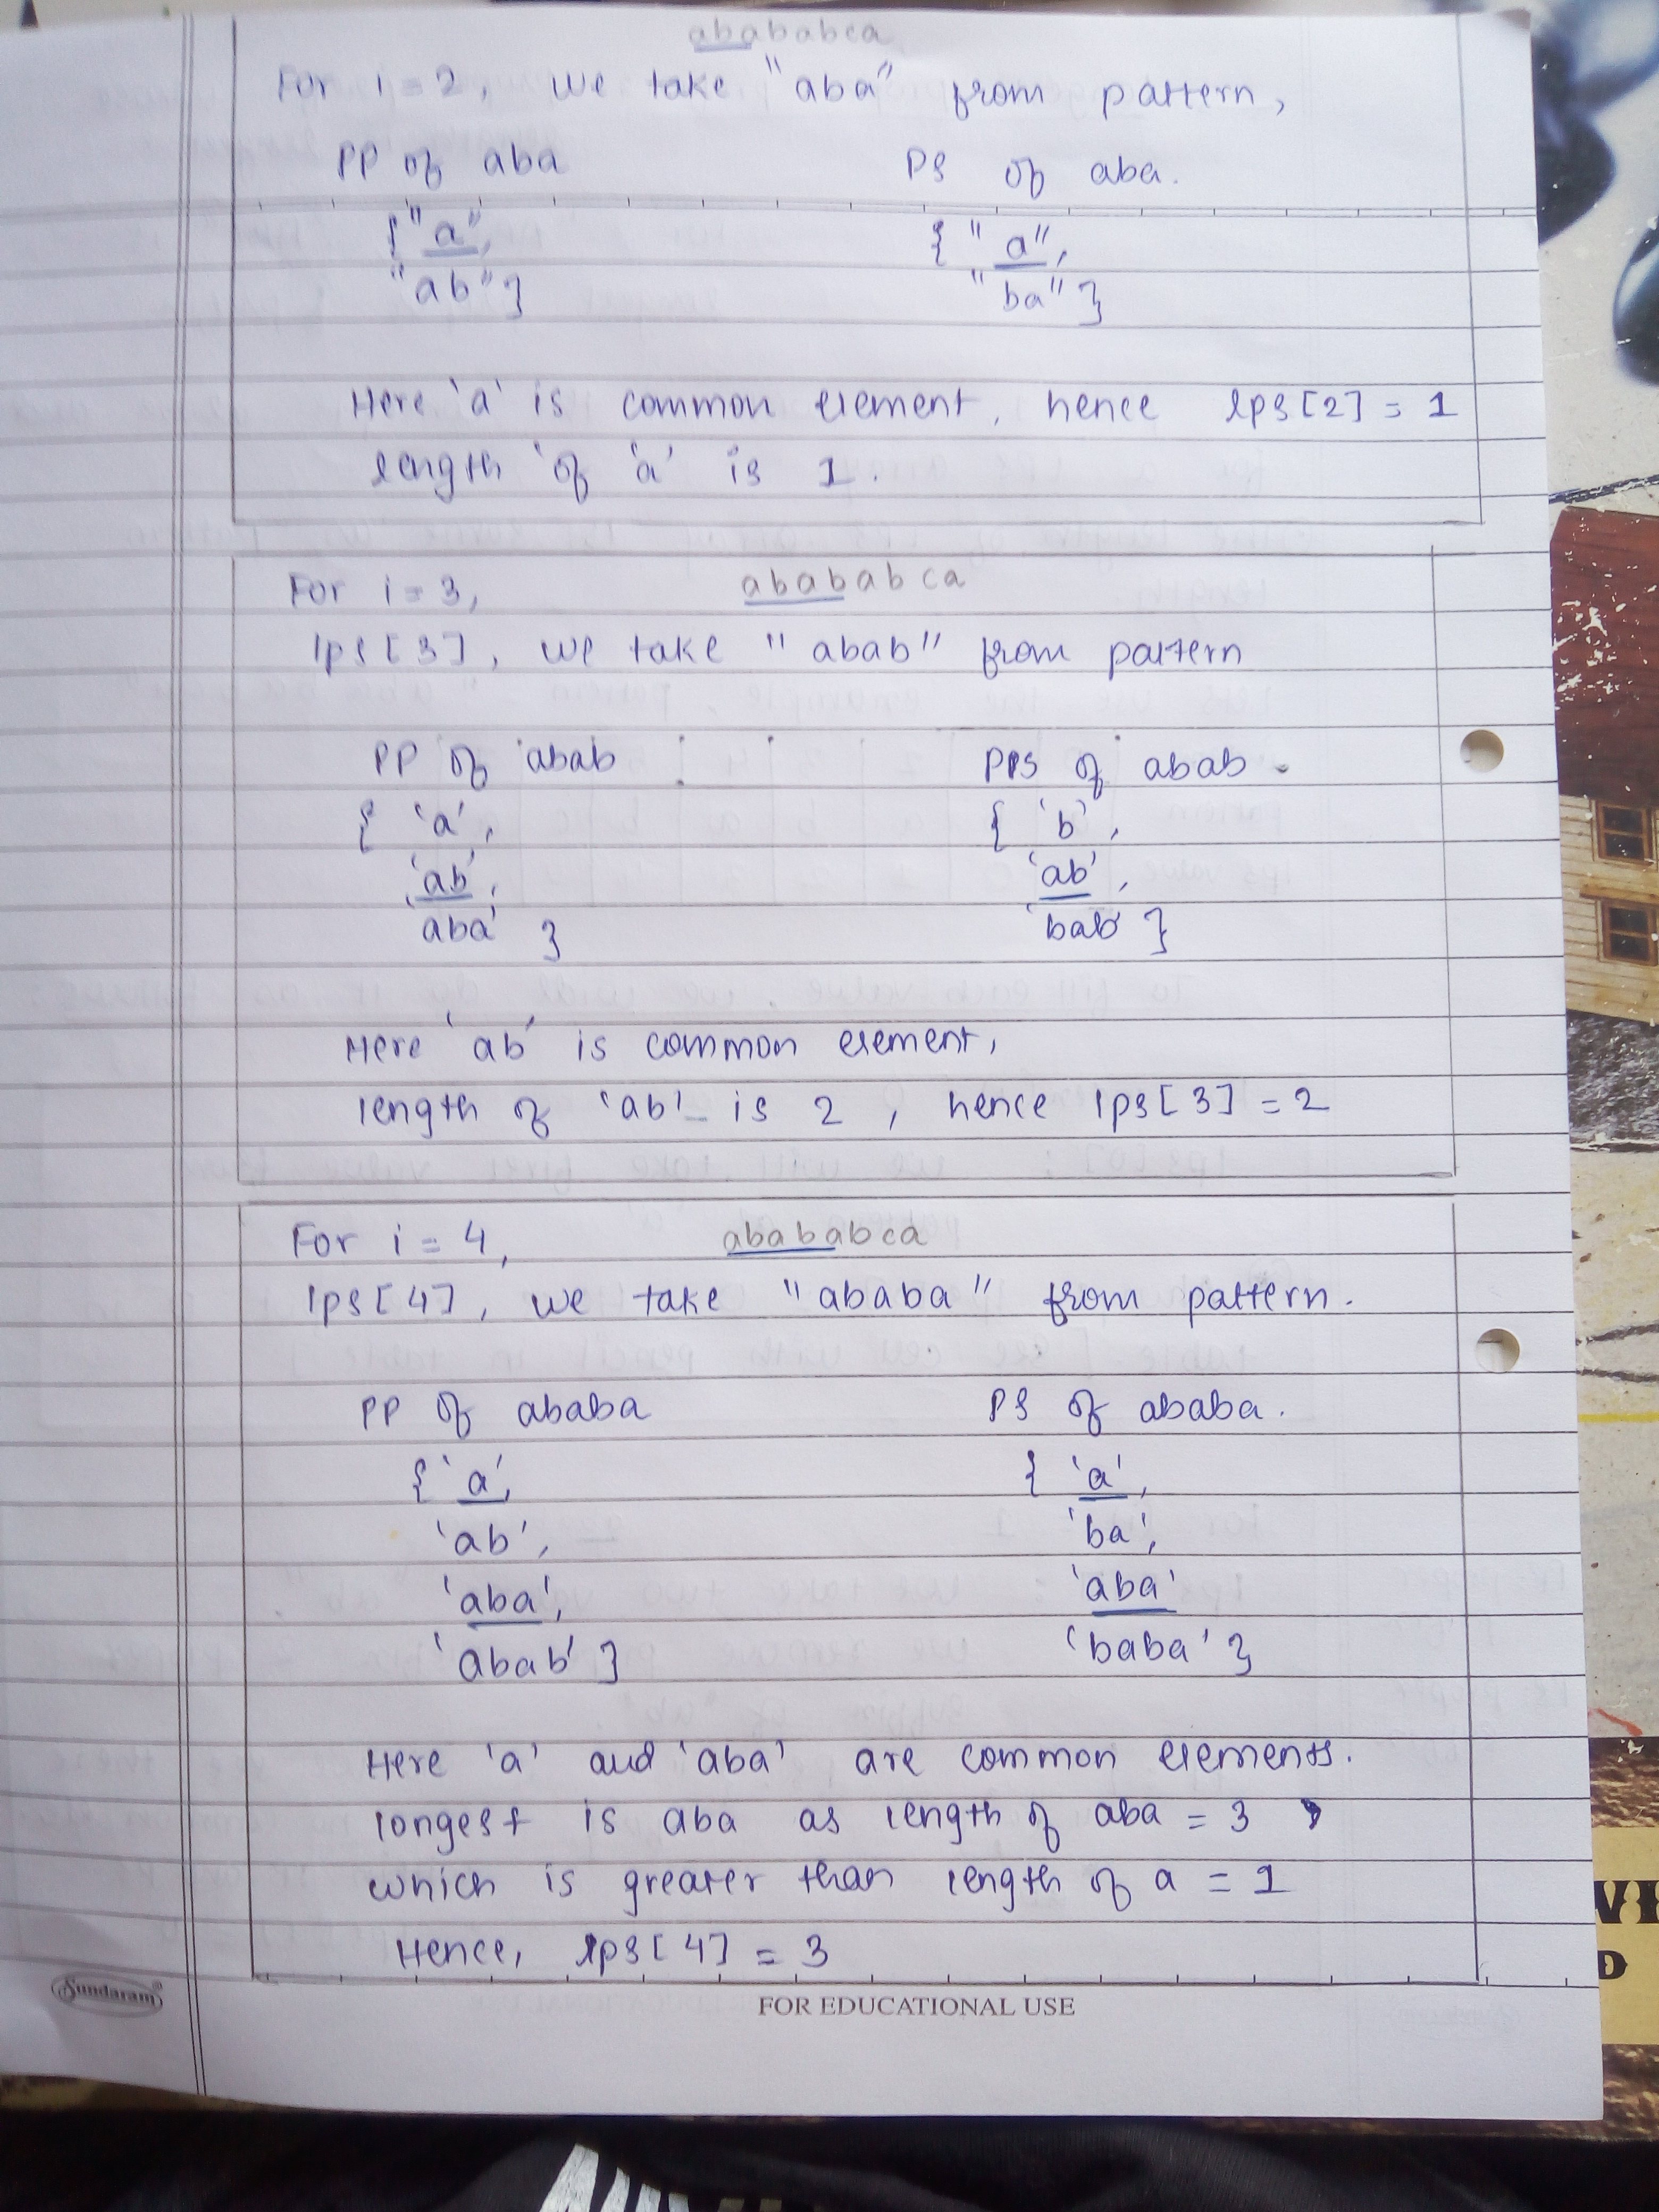 abababca
For i = 2, we take "aba" from pattern,
PP of aba PS of aba.
{"a", { "a",
"ab"} "ba"}
Here 'a' is common element, hence lps[2] = 1
length of 'a' is 1.
For i = 3, abababca
lps[3], we take "abab" from pattern
PP of abab PPS of abab
{ 'a', { 'b',
'ab', 'ab',
'aba' } 'bab' }
Here 'ab' is common element,
length of 'ab' is 2, hence lps[3] = 2
For i = 4, abababca
lps[4], we take "ababa" from pattern.
PP of ababa PS of ababa.
{ 'a', { 'a',
'ab', 'ba',
'aba', 'aba'
'abab' } 'baba' }
Here 'a' and 'aba' are common elements.
longest is aba as length of aba = 3
which is greater than length of a = 1
Hence, lps[4] = 3
Sundaram
FOR EDUCATIONAL USE